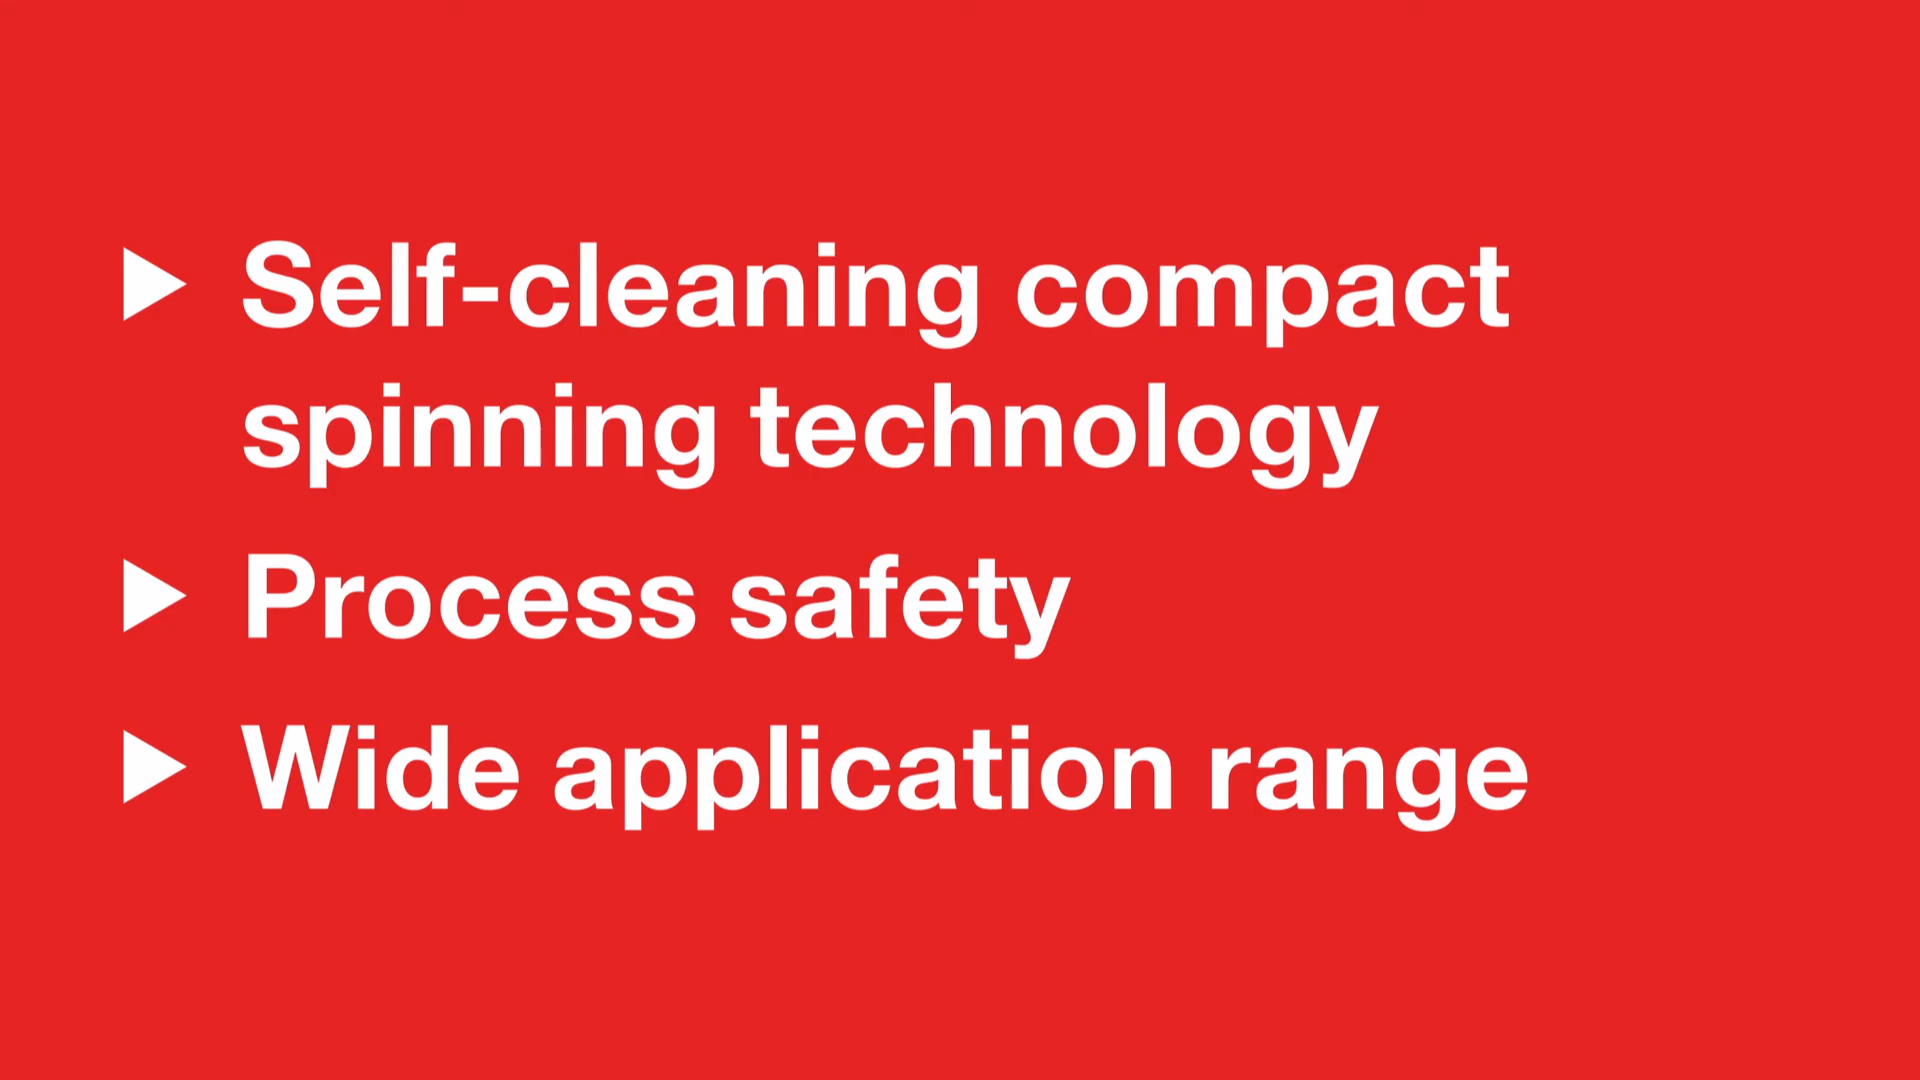 Self-cleaning compact
spinning technology
Process safety
Wide application range